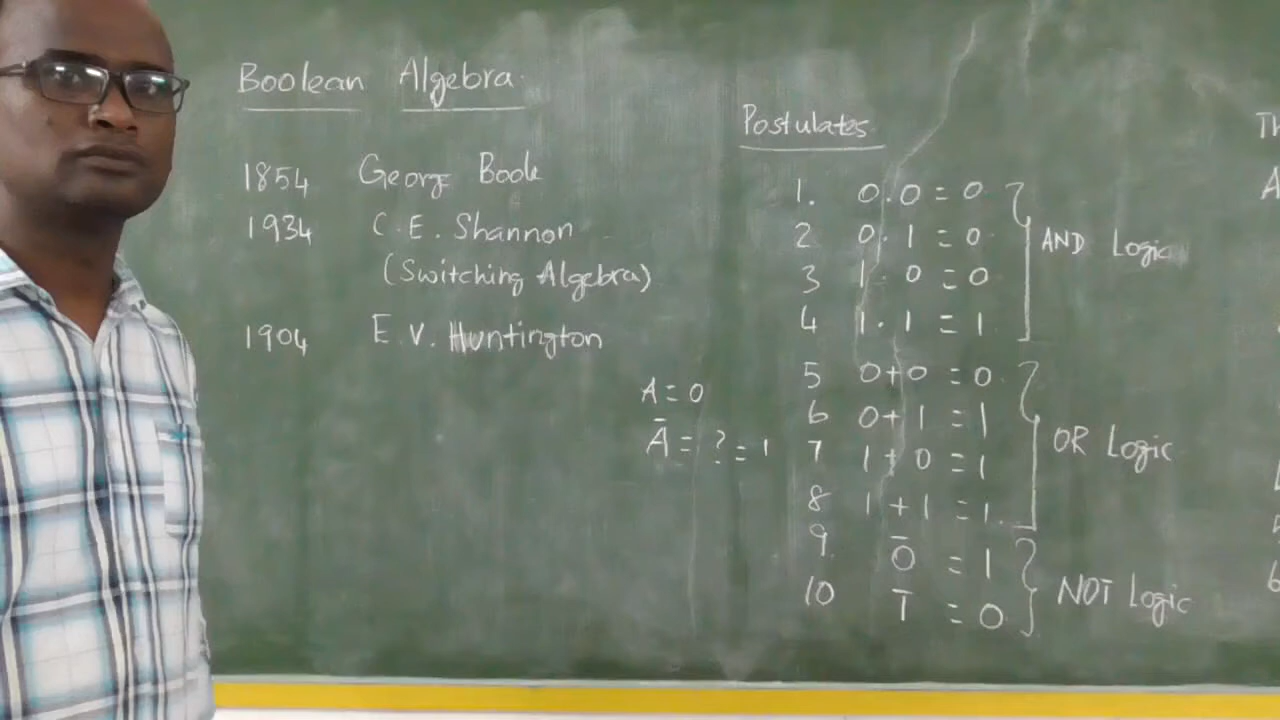 Boolean Algebra
1854 George Boole
1934 C.E. Shannon
(Switching Algebra)
1904 E.V. Huntington
A = 0
Ā = ? = 1
Postulates
1. 0.0 = 0
2 0.1 = 0
3 1.0 = 0
4 1.1 = 1
AND Logic
5 0+0 = 0
6 0+1 = 1
7 1+0 = 1
8 1+1 = 1
OR Logic
9. 0̄ = 1
10 1̄ = 0
NOT Logic
Th
A
6